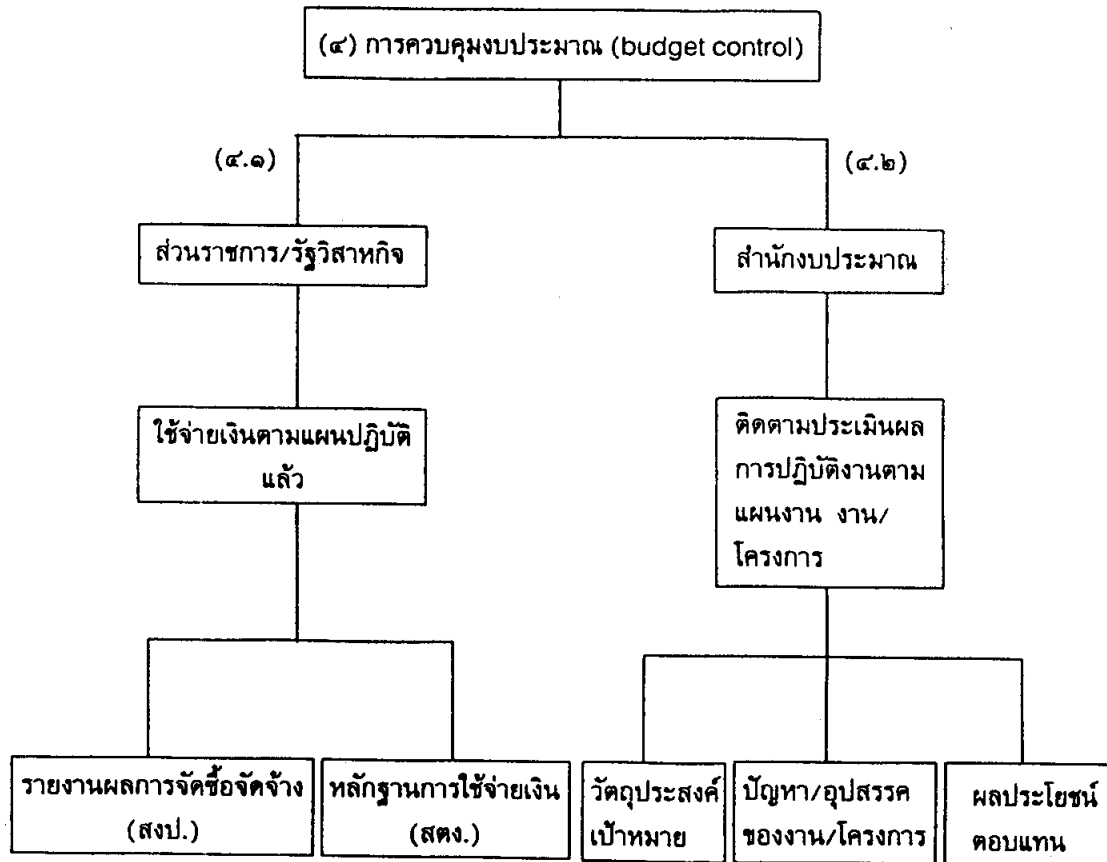 (๔) การควบคุมงบประมาณ (budget control)
(๔.๑)
(๔.๒)
ส่วนราชการ/รัฐวิสาหกิจ
สำนักงบประมาณ
ใช้จ่ายเงินตามแผนปฏิบัติ
แล้ว
ติดตามประเมินผล
การปฏิบัติงานตาม
แผนงาน งาน/
โครงการ
รายงานผลการจัดซื้อจัดจ้าง
(สงป.)
หลักฐานการใช้จ่ายเงิน
(สตง.)
วัตถุประสงค์
เป้าหมาย
ปัญหา/อุปสรรค
ของงาน/โครงการ
ผลประโยชน์
ตอบแทน